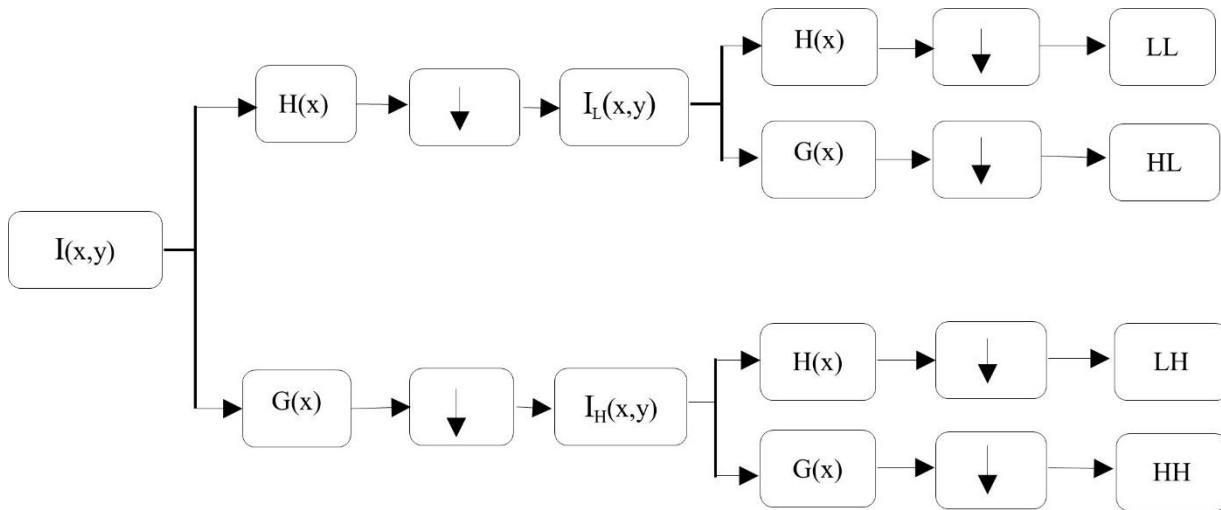 H(x)
LL
H(x)
I_L(x,y)
G(x)
HL
I(x,y)
H(x)
LH
G(x)
I_H(x,y)
G(x)
HH